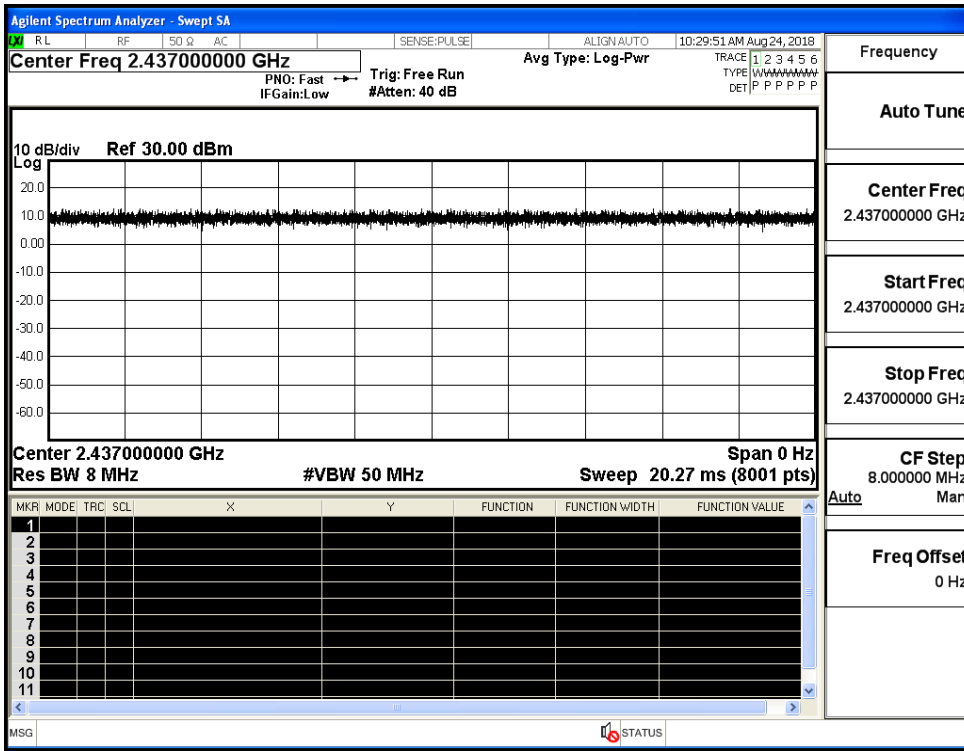 Agilent Spectrum Analyzer - Swept SA
LXI RL RF 50 Ω AC SENSE:PULSE ALIGN AUTO 10:29:51 AM Aug 24, 2018
Center Freq 2.437000000 GHz Avg Type: Log-Pwr TRACE 1 2 3 4 5 6
PNO: Fast Trig: Free Run TYPE
IFGain:Low #Atten: 40 dB DET P P P P P P
10 dB/div Ref 30.00 dBm
Log
20.0
10.0
0.00
-10.0
-20.0
-30.0
-40.0
-50.0
-60.0
Center 2.437000000 GHz Span 0 Hz
Res BW 8 MHz #VBW 50 MHz Sweep 20.27 ms (8001 pts)
MKR MODE TRC SCL X Y FUNCTION FUNCTION WIDTH FUNCTION VALUE
1
2
3
4
5
6
7
8
9
10
11
MSG STATUS
Frequency
Auto Tune
Center Freq
2.437000000 GHz
Start Freq
2.437000000 GHz
Stop Freq
2.437000000 GHz
CF Step
8.000000 MHz
Auto Man
Freq Offset
0 Hz